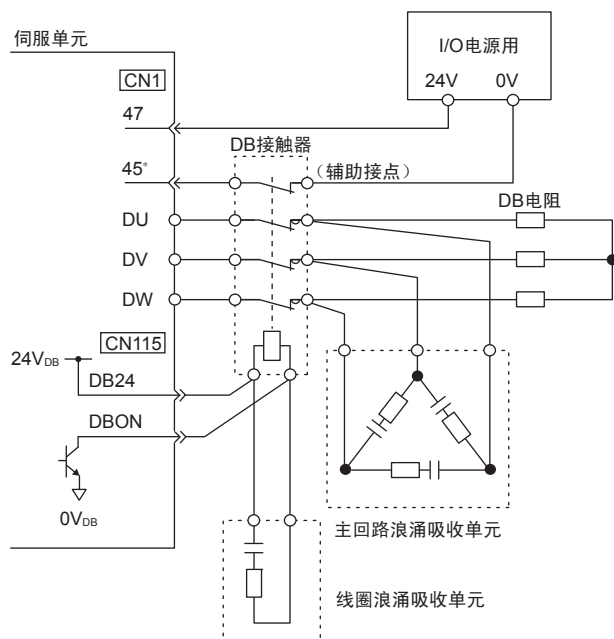 伺服单元
I/O电源用
24V 0V
CN1
47
DB接触器
45*
(辅助接点)
DB电阻
DU
DV
DW
CN115
24VDB
DB24
DBON
0VDB
主回路浪涌吸收单元
线圈浪涌吸收单元